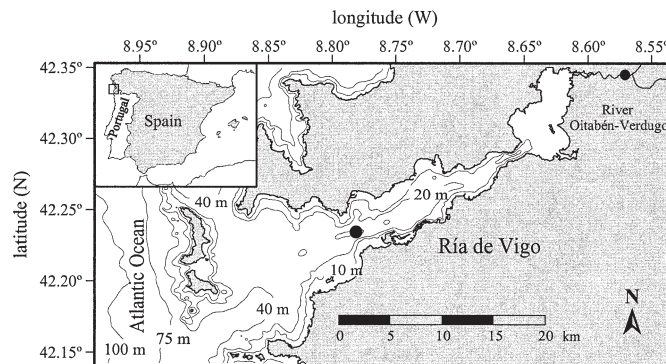 longitude (W)
8.95° 8.90° 8.85° 8.80° 8.75° 8.70° 8.65° 8.55°
42.35°
42.30°
42.25°
42.20°
42.15°
latitude (N)
Portugal
Spain
River
Oitabén-Verdugo
40 m
20 m
Ría de Vigo
10 m
Atlantic Ocean
40 m
75 m
100 m
0 5 10 15 20 km
N